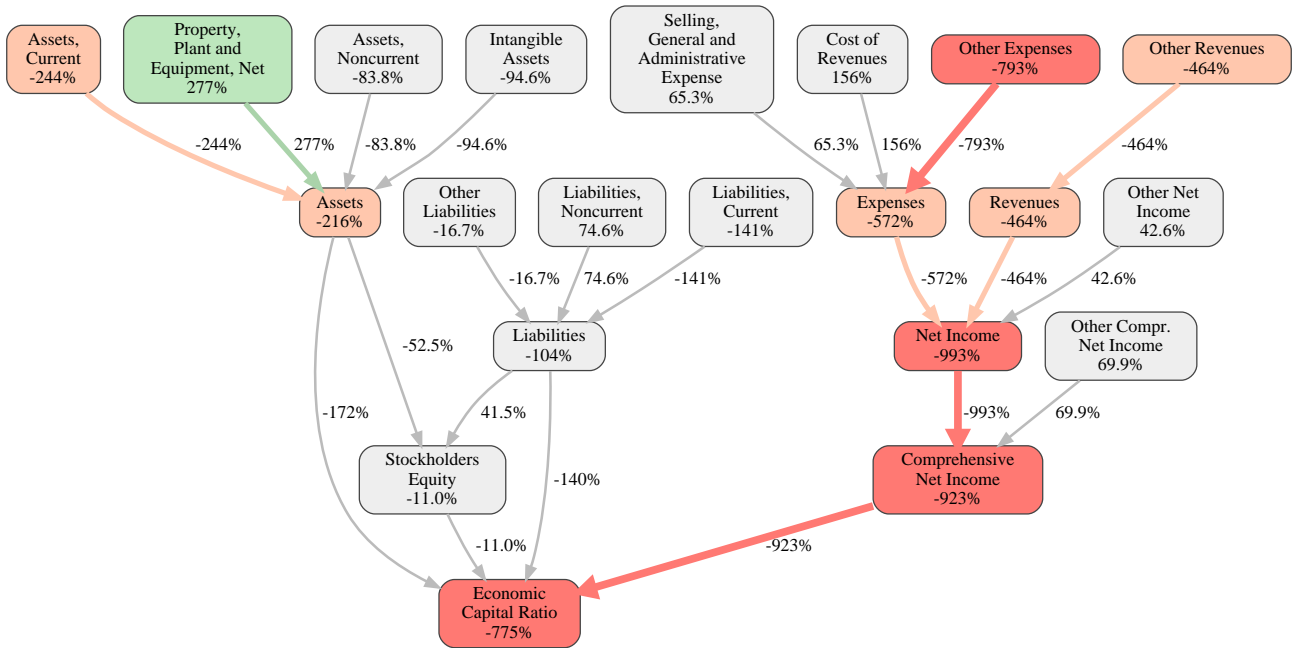 Assets,
Current
-244%
Property,
Plant and
Equipment, Net
277%
Assets,
Noncurrent
-83.8%
Intangible
Assets
-94.6%
Selling,
General and
Administrative
Expense
65.3%
Cost of
Revenues
156%
Other Expenses
-793%
Other Revenues
-464%
-244%
277%
-83.8%
-94.6%
65.3%
156%
-793%
-464%
Assets
-216%
Other
Liabilities
-16.7%
Liabilities,
Noncurrent
74.6%
Liabilities,
Current
-141%
Expenses
-572%
Revenues
-464%
Other Net
Income
42.6%
-16.7%
74.6%
-141%
-572%
-464%
42.6%
-52.5%
Liabilities
-104%
Net Income
-993%
Other Compr.
Net Income
69.9%
-172%
41.5%
-993%
69.9%
Stockholders
Equity
-11.0%
-140%
Comprehensive
Net Income
-923%
-11.0%
-923%
Economic
Capital Ratio
-775%